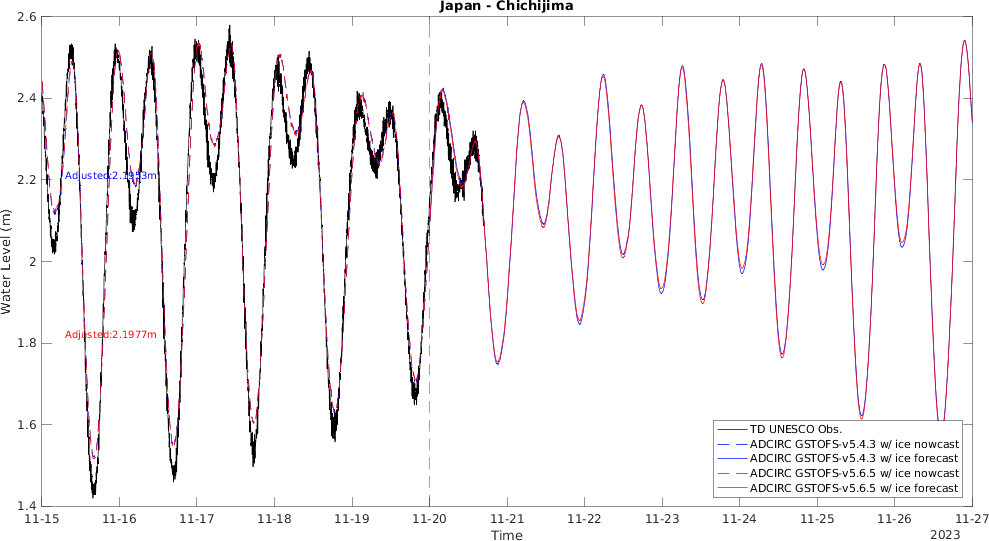 Japan - Chichijima
Water Level (m)
2.6
2.4
2.2
2
1.8
1.6
1.4
Adjusted:2.1953m
Adjusted:2.1977m
TD UNESCO Obs.
ADCIRC GSTOFS-v5.4.3 w/ ice nowcast
ADCIRC GSTOFS-v5.4.3 w/ ice forecast
ADCIRC GSTOFS-v5.6.5 w/ ice nowcast
ADCIRC GSTOFS-v5.6.5 w/ ice forecast
11-15 11-16 11-17 11-18 11-19 11-20 11-21 11-22 11-23 11-24 11-25 11-26 11-27
Time
2023